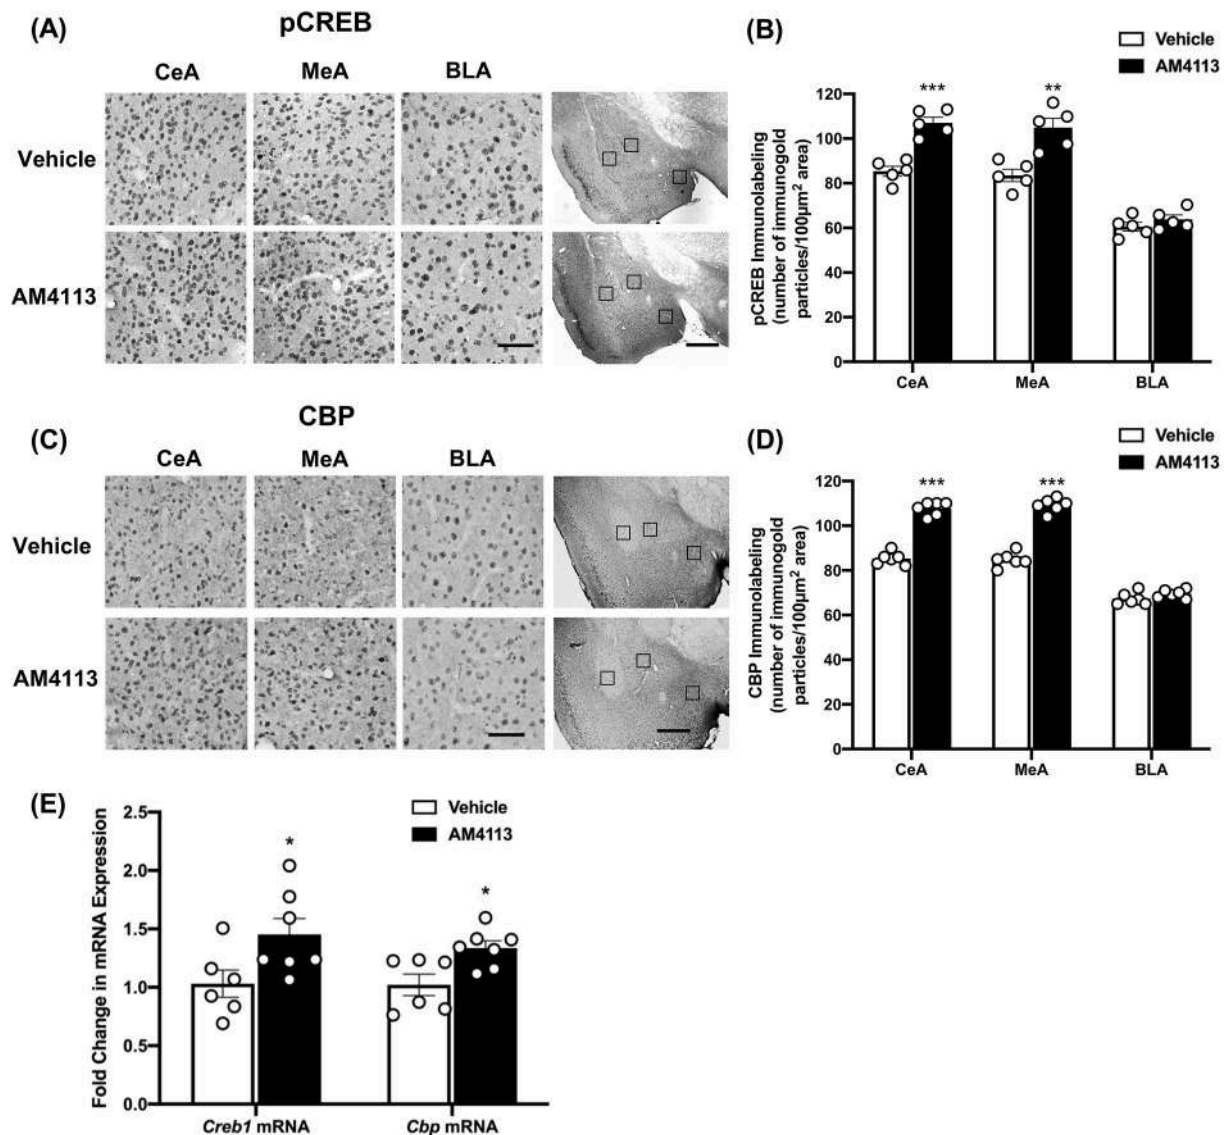 (A)
pCREB
CeA MeA BLA
Vehicle
AM4113
(B)
Vehicle
AM4113
pCREB Immunolabeling
(number of immunogold
particles/100μm² area)
120
100
80
60
40
20
0
*** **
CeA MeA BLA
(C)
CBP
CeA MeA BLA
Vehicle
AM4113
(D)
Vehicle
AM4113
CBP Immunolabeling
(number of immunogold
particles/100μm² area)
120
100
80
60
40
20
0
*** ***
CeA MeA BLA
(E)
Vehicle
AM4113
Fold Change in mRNA Expression
2.5
2.0
1.5
1.0
0.5
0.0
* *
Creb1 mRNA Cbp mRNA